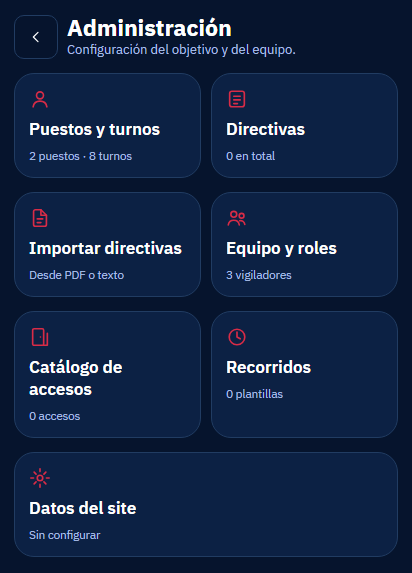 Administración
Configuración del objetivo y del equipo.
Puestos y turnos
2 puestos · 8 turnos
Directivas
0 en total
Importar directivas
Desde PDF o texto
Equipo y roles
3 vigiladores
Catálogo de
accesos
0 accesos
Recorridos
0 plantillas
Datos del site
Sin configurar